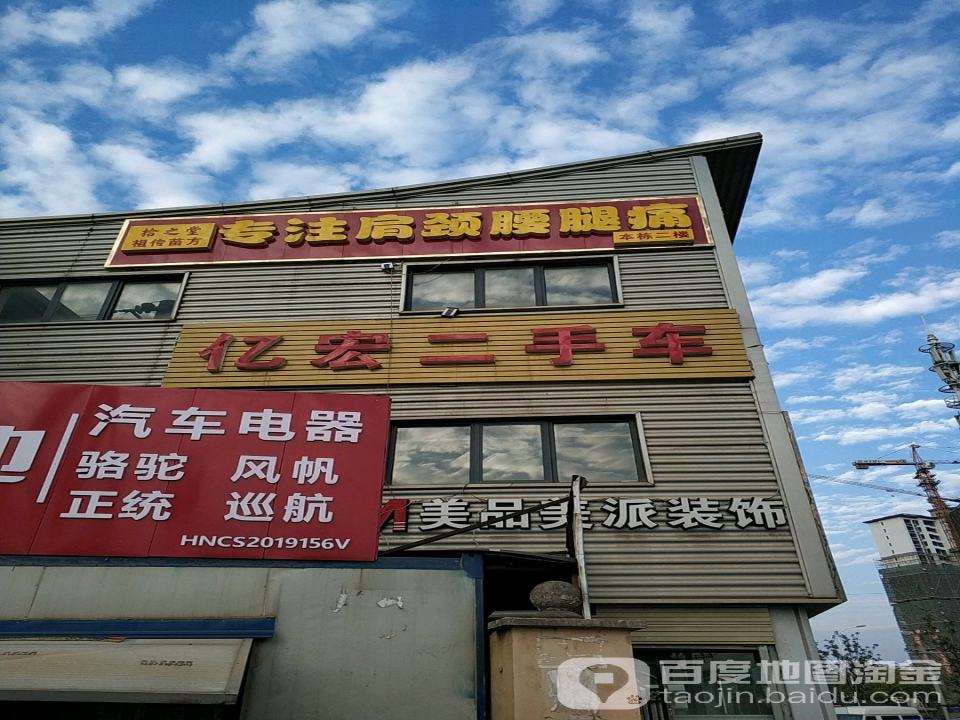 拾之堂
祖传苗方
专注肩颈腰腿痛
本栋二楼
亿宏二手车
汽车电器
骆驼 风帆
正统 巡航
HNCS2019156V
美品美派装饰
百度地图淘金
taojin.baidu.com